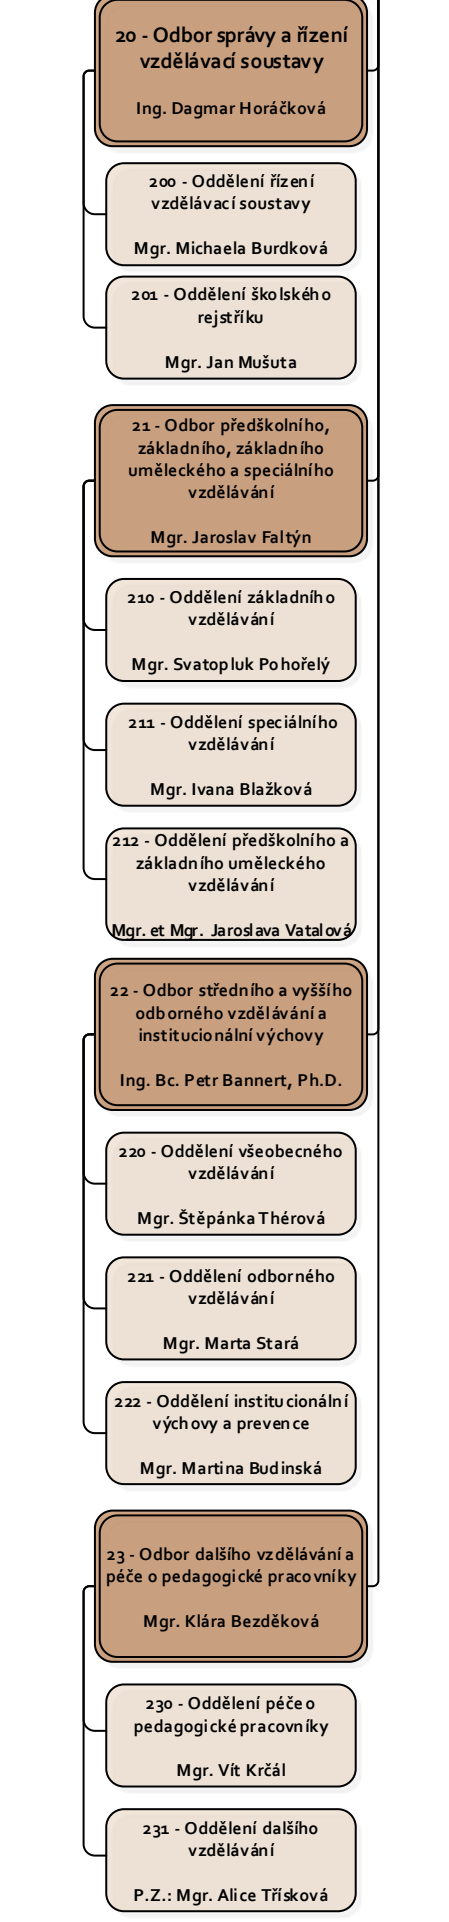 20 - Odbor správy a řízení
vzdělávací soustavy
Ing. Dagmar Horáčková
200 - Oddělení řízení
vzdělávací soustavy
Mgr. Michaela Burdková
201 - Oddělení školského
rejstříku
Mgr. Jan Mušuta
21 - Odbor předškolního,
základního, základního
uměleckého a speciálního
vzdělávání
Mgr. Jaroslav Faltýn
210 - Oddělení základního
vzdělávání
Mgr. Svatopluk Pohořelý
211 - Oddělení speciálního
vzdělávání
Mgr. Ivana Blažková
212 - Oddělení předškolního a
základního uměleckého
vzdělávání
Mgr. et Mgr. Jaroslava Vatalová
22 - Odbor středního a vyššího
odborného vzdělávání a
institucionální výchovy
Ing. Bc. Petr Bannert, Ph.D.
220 - Oddělení všeobecného
vzdělávání
Mgr. Štěpánka Thérová
221 - Oddělení odborného
vzdělávání
Mgr. Marta Stará
222 - Oddělení institucionální
výchovy a prevence
Mgr. Martina Budinská
23 - Odbor dalšího vzdělávání a
péče o pedagogické pracovníky
Mgr. Klára Bezděková
230 - Oddělení péče o
pedagogické pracovníky
Mgr. Vít Krčál
231 - Oddělení dalšího
vzdělávání
P.Z.: Mgr. Alice Třísková